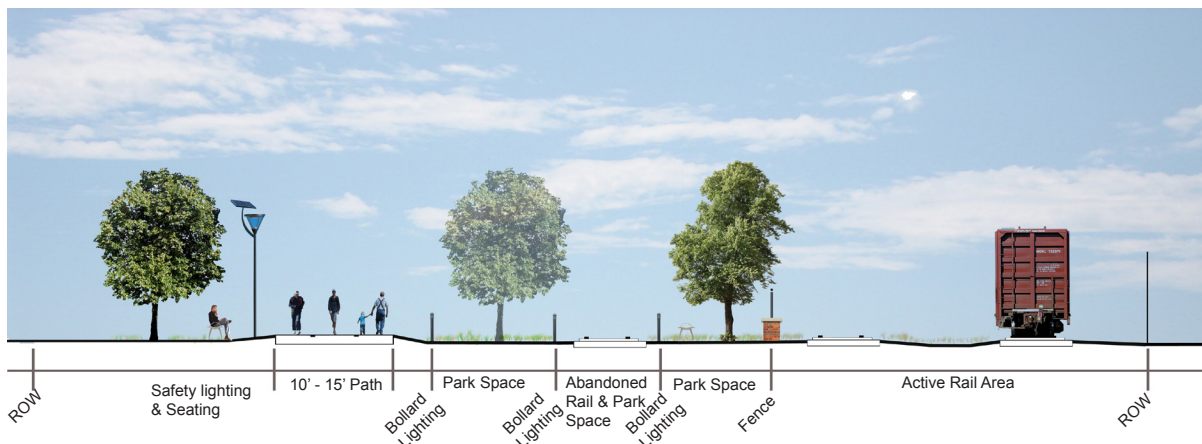 ROW
Safety lighting
& Seating
10' - 15' Path
Bollard
Lighting
Park Space
Bollard
Lighting
Abandoned
Rail & Park
Space
Bollard
Lighting
Park Space
Fence
Active Rail Area
ROW